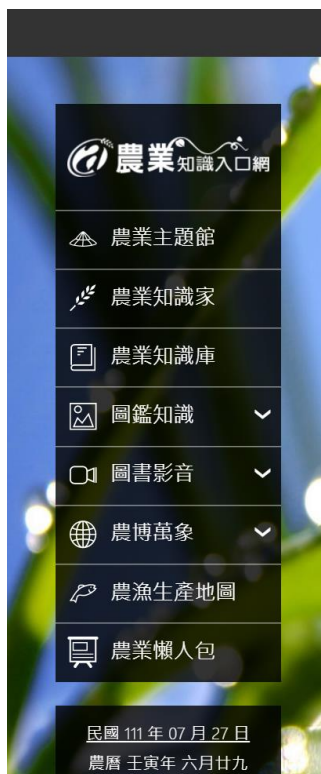 農業知識入口網
農業主題館
農業知識家
農業知識庫
圖鑑知識
圖書影音
農博萬象
農漁生產地圖
農業懶人包
民國 111 年 07 月 27 日
農曆 壬寅年 六月廿九